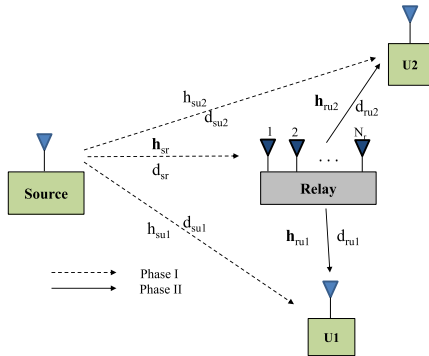 U2
h_su2
d_su2
h_ru2
d_ru2
1 2 N_r
. . .
h_sr
d_sr
Source
Relay
h_su1
d_su1
h_ru1
d_ru1
Phase I
Phase II
U1